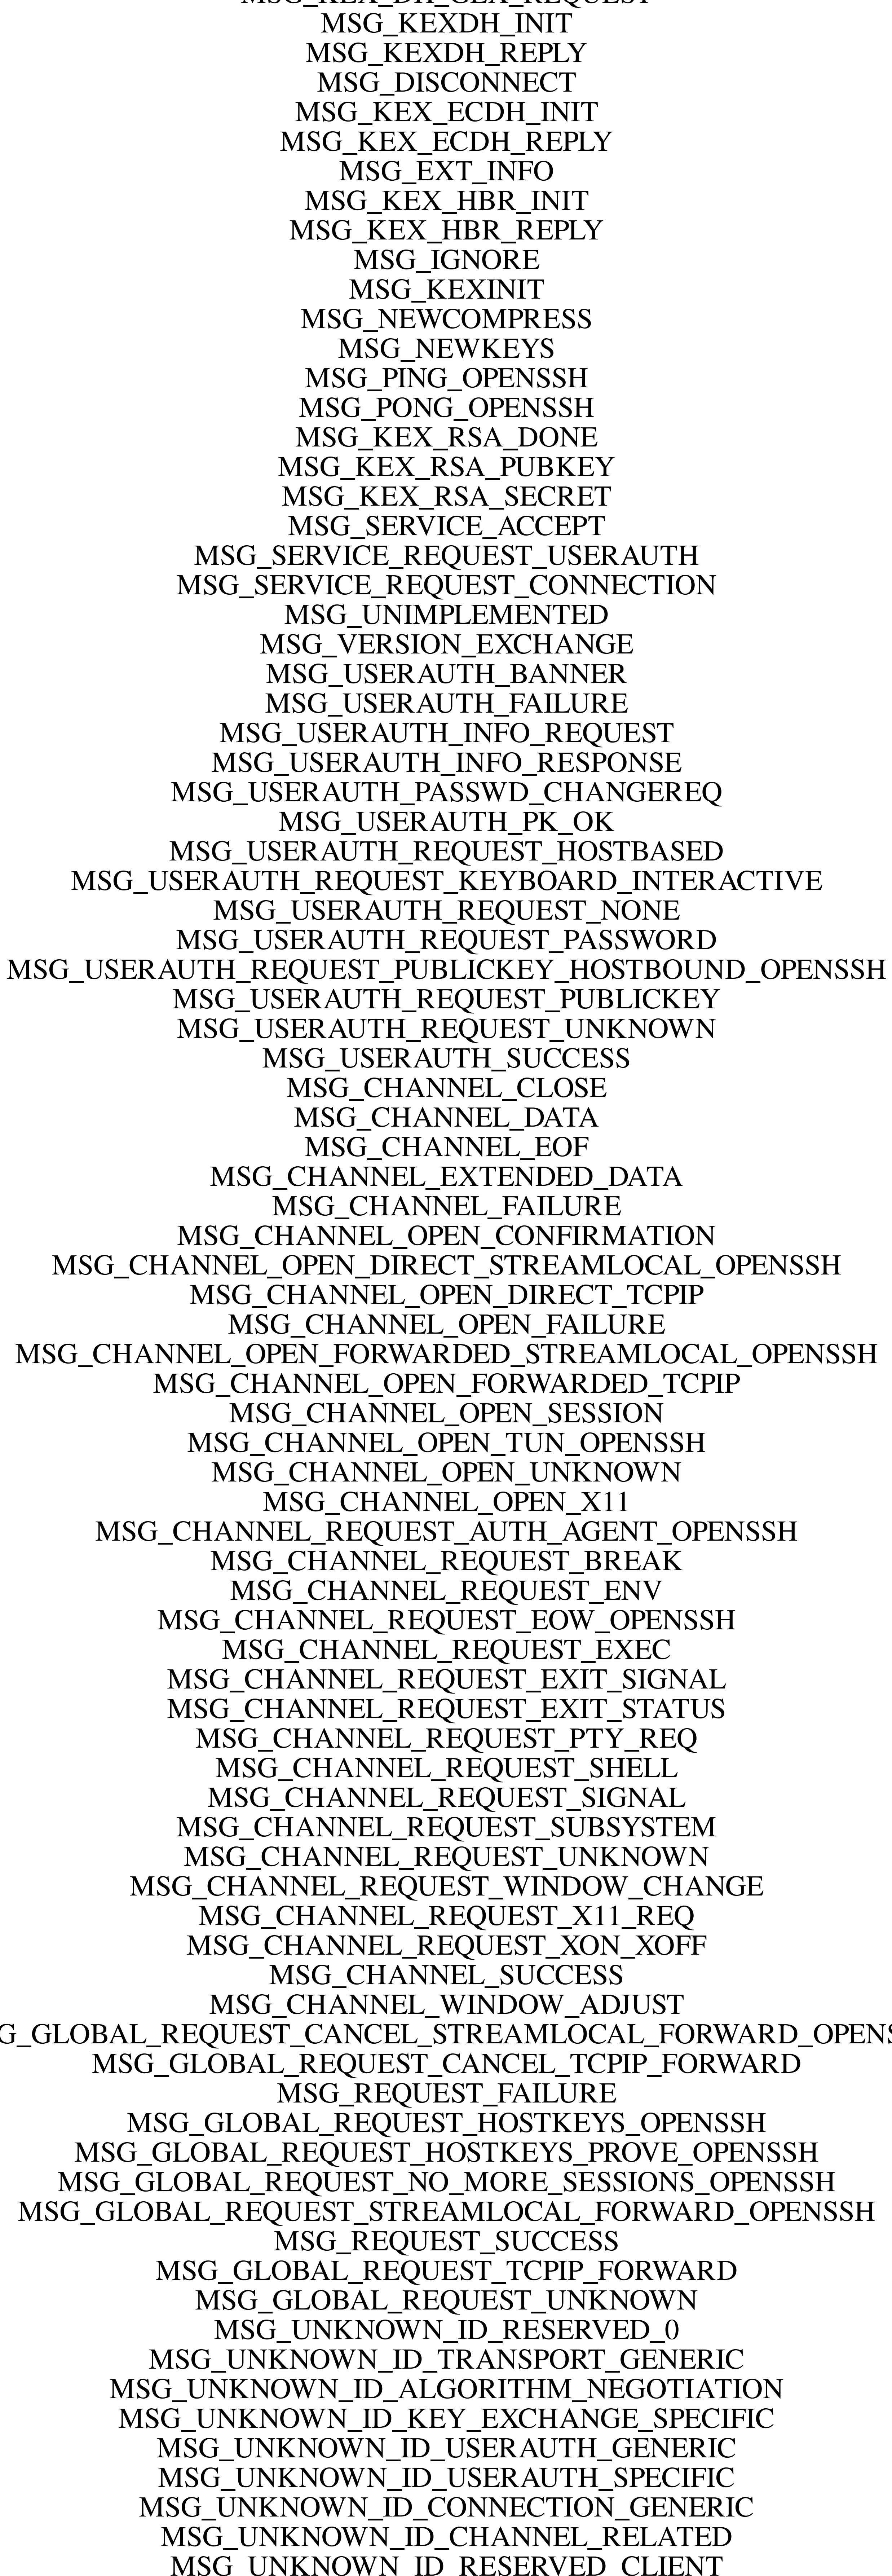 MSG_KEX_DH_GEX_REQUEST
MSG_KEXDH_INIT
MSG_KEXDH_REPLY
MSG_DISCONNECT
MSG_KEX_ECDH_INIT
MSG_KEX_ECDH_REPLY
MSG_EXT_INFO
MSG_KEX_HBR_INIT
MSG_KEX_HBR_REPLY
MSG_IGNORE
MSG_KEXINIT
MSG_NEWCOMPRESS
MSG_NEWKEYS
MSG_PING_OPENSSH
MSG_PONG_OPENSSH
MSG_KEX_RSA_DONE
MSG_KEX_RSA_PUBKEY
MSG_KEX_RSA_SECRET
MSG_SERVICE_ACCEPT
MSG_SERVICE_REQUEST_USERAUTH
MSG_SERVICE_REQUEST_CONNECTION
MSG_UNIMPLEMENTED
MSG_VERSION_EXCHANGE
MSG_USERAUTH_BANNER
MSG_USERAUTH_FAILURE
MSG_USERAUTH_INFO_REQUEST
MSG_USERAUTH_INFO_RESPONSE
MSG_USERAUTH_PASSWD_CHANGEREQ
MSG_USERAUTH_PK_OK
MSG_USERAUTH_REQUEST_HOSTBASED
MSG_USERAUTH_REQUEST_KEYBOARD_INTERACTIVE
MSG_USERAUTH_REQUEST_NONE
MSG_USERAUTH_REQUEST_PASSWORD
MSG_USERAUTH_REQUEST_PUBLICKEY_HOSTBOUND_OPENSSH
MSG_USERAUTH_REQUEST_PUBLICKEY
MSG_USERAUTH_REQUEST_UNKNOWN
MSG_USERAUTH_SUCCESS
MSG_CHANNEL_CLOSE
MSG_CHANNEL_DATA
MSG_CHANNEL_EOF
MSG_CHANNEL_EXTENDED_DATA
MSG_CHANNEL_FAILURE
MSG_CHANNEL_OPEN_CONFIRMATION
MSG_CHANNEL_OPEN_DIRECT_STREAMLOCAL_OPENSSH
MSG_CHANNEL_OPEN_DIRECT_TCPIP
MSG_CHANNEL_OPEN_FAILURE
MSG_CHANNEL_OPEN_FORWARDED_STREAMLOCAL_OPENSSH
MSG_CHANNEL_OPEN_FORWARDED_TCPIP
MSG_CHANNEL_OPEN_SESSION
MSG_CHANNEL_OPEN_TUN_OPENSSH
MSG_CHANNEL_OPEN_UNKNOWN
MSG_CHANNEL_OPEN_X11
MSG_CHANNEL_REQUEST_AUTH_AGENT_OPENSSH
MSG_CHANNEL_REQUEST_BREAK
MSG_CHANNEL_REQUEST_ENV
MSG_CHANNEL_REQUEST_EOW_OPENSSH
MSG_CHANNEL_REQUEST_EXEC
MSG_CHANNEL_REQUEST_EXIT_SIGNAL
MSG_CHANNEL_REQUEST_EXIT_STATUS
MSG_CHANNEL_REQUEST_PTY_REQ
MSG_CHANNEL_REQUEST_SHELL
MSG_CHANNEL_REQUEST_SIGNAL
MSG_CHANNEL_REQUEST_SUBSYSTEM
MSG_CHANNEL_REQUEST_UNKNOWN
MSG_CHANNEL_REQUEST_WINDOW_CHANGE
MSG_CHANNEL_REQUEST_X11_REQ
MSG_CHANNEL_REQUEST_XON_XOFF
MSG_CHANNEL_SUCCESS
MSG_CHANNEL_WINDOW_ADJUST
G_GLOBAL_REQUEST_CANCEL_STREAMLOCAL_FORWARD_OPENS
MSG_GLOBAL_REQUEST_CANCEL_TCPIP_FORWARD
MSG_REQUEST_FAILURE
MSG_GLOBAL_REQUEST_HOSTKEYS_OPENSSH
MSG_GLOBAL_REQUEST_HOSTKEYS_PROVE_OPENSSH
MSG_GLOBAL_REQUEST_NO_MORE_SESSIONS_OPENSSH
MSG_GLOBAL_REQUEST_STREAMLOCAL_FORWARD_OPENSSH
MSG_REQUEST_SUCCESS
MSG_GLOBAL_REQUEST_TCPIP_FORWARD
MSG_GLOBAL_REQUEST_UNKNOWN
MSG_UNKNOWN_ID_RESERVED_0
MSG_UNKNOWN_ID_TRANSPORT_GENERIC
MSG_UNKNOWN_ID_ALGORITHM_NEGOTIATION
MSG_UNKNOWN_ID_KEY_EXCHANGE_SPECIFIC
MSG_UNKNOWN_ID_USERAUTH_GENERIC
MSG_UNKNOWN_ID_USERAUTH_SPECIFIC
MSG_UNKNOWN_ID_CONNECTION_GENERIC
MSG_UNKNOWN_ID_CHANNEL_RELATED
MSG_UNKNOWN_ID_RESERVED_CLIENT